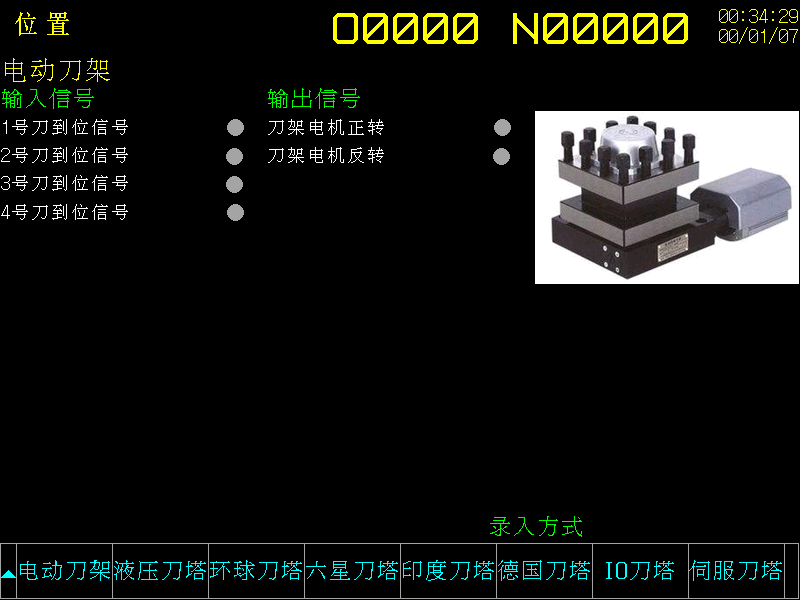 位置 O0000 N00000 00:34:29
00/01/07
电动刀架
输入信号 输出信号
1号刀到位信号 刀架电机正转
2号刀到位信号 刀架电机反转
3号刀到位信号
4号刀到位信号
录入方式
电动刀架 液压刀塔 环球刀塔 六星刀塔 印度刀塔 德国刀塔 IO刀塔 伺服刀塔